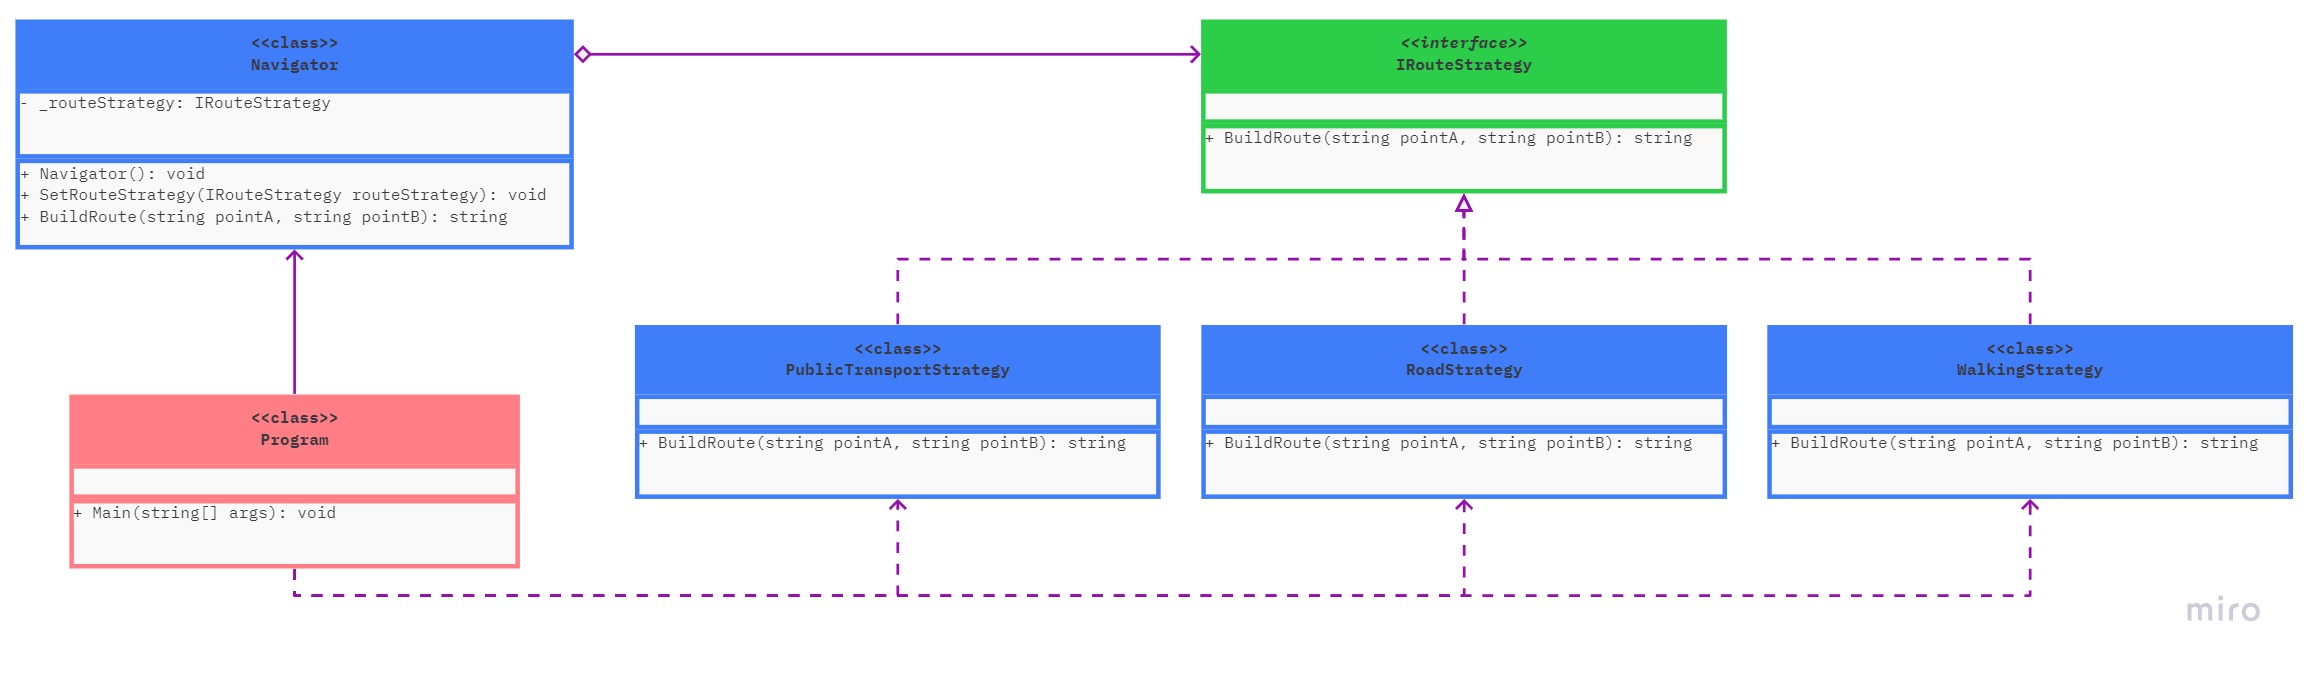 <<class>>
Navigator
- _routeStrategy: IRouteStrategy
+ Navigator(): void
+ SetRouteStrategy(IRouteStrategy routeStrategy): void
+ BuildRoute(string pointA, string pointB): string
<<interface>>
IRouteStrategy
+ BuildRoute(string pointA, string pointB): string
<<class>>
PublicTransportStrategy
+ BuildRoute(string pointA, string pointB): string
<<class>>
RoadStrategy
+ BuildRoute(string pointA, string pointB): string
<<class>>
WalkingStrategy
+ BuildRoute(string pointA, string pointB): string
<<class>>
Program
+ Main(string[] args): void
miro